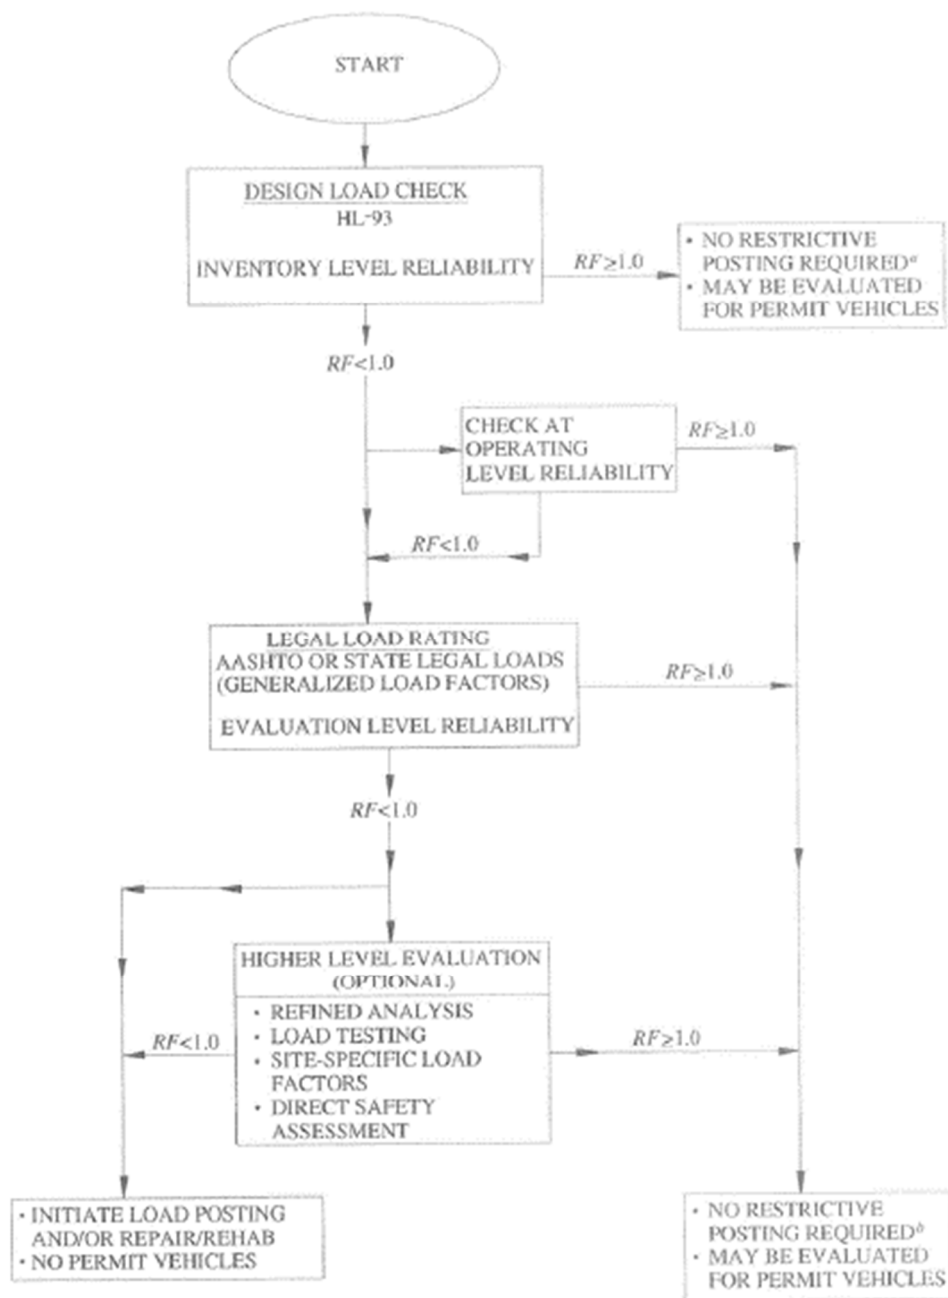 START
DESIGN LOAD CHECK
HL-93
INVENTORY LEVEL RELIABILITY
RF≥1.0
• NO RESTRICTIVE
POSTING REQUIREDᵃ
• MAY BE EVALUATED
FOR PERMIT VEHICLES
RF<1.0
CHECK AT
OPERATING
LEVEL RELIABILITY
RF≥1.0
RF<1.0
LEGAL LOAD RATING
AASHTO OR STATE LEGAL LOADS
(GENERALIZED LOAD FACTORS)
EVALUATION LEVEL RELIABILITY
RF≥1.0
RF<1.0
HIGHER LEVEL EVALUATION
(OPTIONAL)
• REFINED ANALYSIS
• LOAD TESTING
• SITE-SPECIFIC LOAD
FACTORS
• DIRECT SAFETY
ASSESSMENT
RF<1.0
RF≥1.0
• INITIATE LOAD POSTING
AND/OR REPAIR/REHAB
• NO PERMIT VEHICLES
• NO RESTRICTIVE
POSTING REQUIREDᵇ
• MAY BE EVALUATED
FOR PERMIT VEHICLES